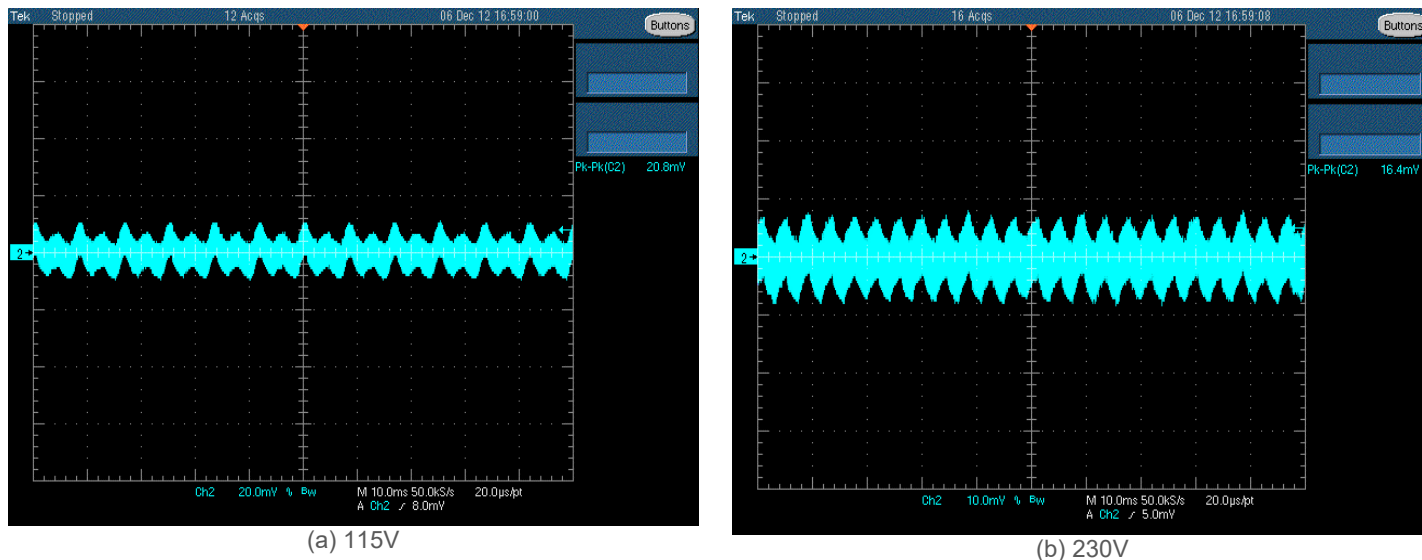 Tek Stopped 12 Acqs 06 Dec 12 16:59:00
Buttons
Pk-Pk(C2) 20.8mV
2
Ch2 20.0mV % Bw M 10.0ms 50.0kS/s 20.0µs/pt
A Ch2 ∕ 8.0mV
(a) 115V
Tek Stopped 16 Acqs 06 Dec 12 16:59:08
Buttons
Pk-Pk(C2) 16.4mV
2
Ch2 10.0mV % Bw M 10.0ms 50.0kS/s 20.0µs/pt
A Ch2 ∕ 5.0mV
(b) 230V